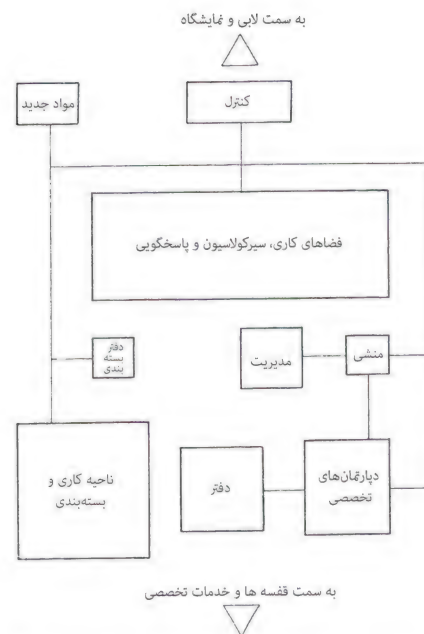 به سمت لابی و نمایشگاه
مواد جدید
کنترل
فضاهای کاری، سیرکولاسیون و پاسخگویی
دفتر
بسته
بندی
مدیریت
منشی
ناحیه کاری و
بسته‌بندی
دفتر
دپارتمان‌های
تخصصی
به سمت قفسه ها و خدمات تخصصی